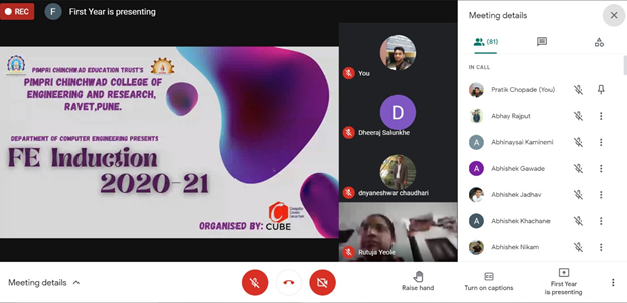 REC
F
First Year is presenting
PIMPRI CHINCHWAD EDUCATION TRUST'S
PIMPRI CHINCHWAD COLLEGE OF
ENGINEERING AND RESEARCH,
RAVET,PUNE.
DEPARTMENT OF COMPUTER ENGINEERING PRESENTS
FE Induction
2020-21
ORGANISED BY: CUBE
You
D
Dheeraj Salunkhe
dnyaneshwar chaudhari
Rutuja Yeole
Meeting details
(81)
IN CALL
Pratik Chopade (You)
Abhay Rajput
A
Abhinaysai Kaminemi
A
Abhishek Gawade
Abhishek Jadhav
A
Abhishek Khachane
Abhishek Nikam
Meeting details
Raise hand
Turn on captions
First Year
is presenting